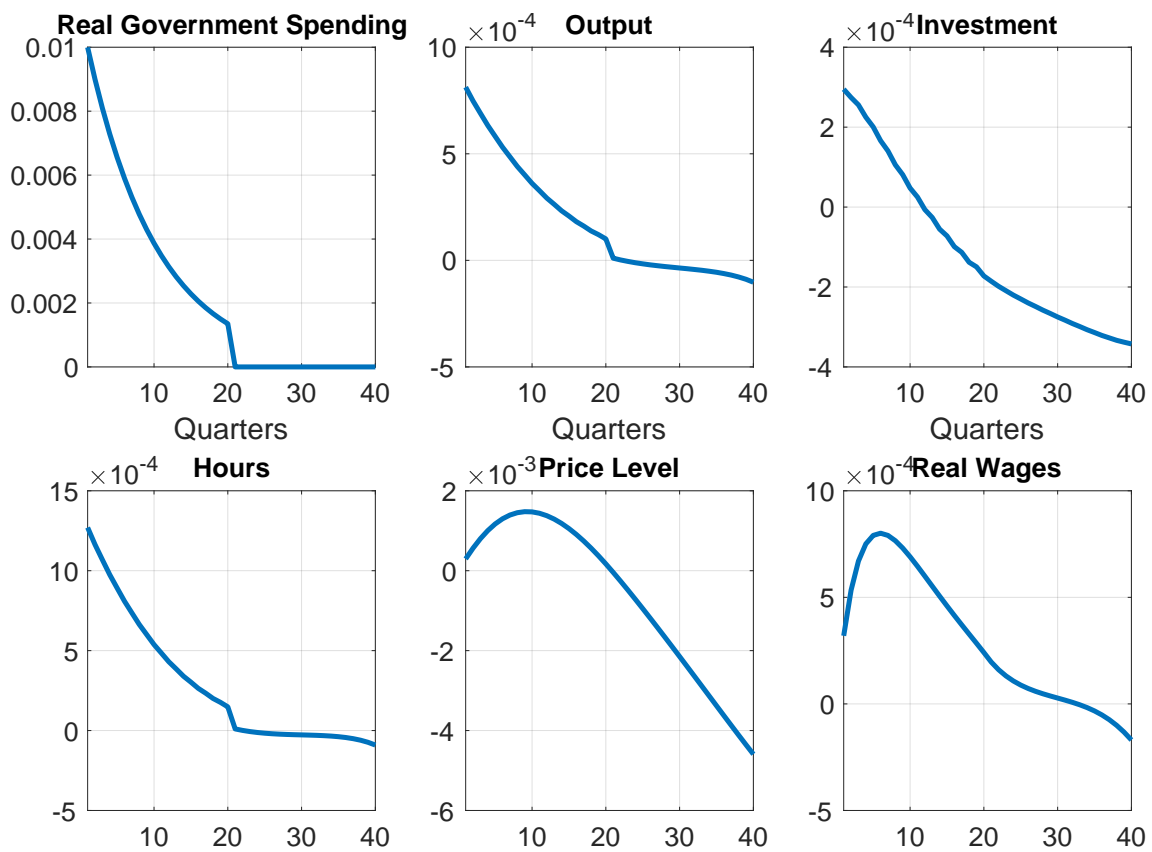 Real Government Spending
0.01
0.008
0.006
0.004
0.002
0
10 20 30 40
Quarters
×10-4 Output
10
5
0
-5
10 20 30 40
Quarters
×10-4 Investment
4
2
0
-2
-4
10 20 30 40
Quarters
×10-4 Hours
15
10
5
0
-5
10 20 30 40
×10-3 Price Level
2
0
-2
-4
-6
10 20 30 40
×10-4 Real Wages
10
5
0
-5
10 20 30 40